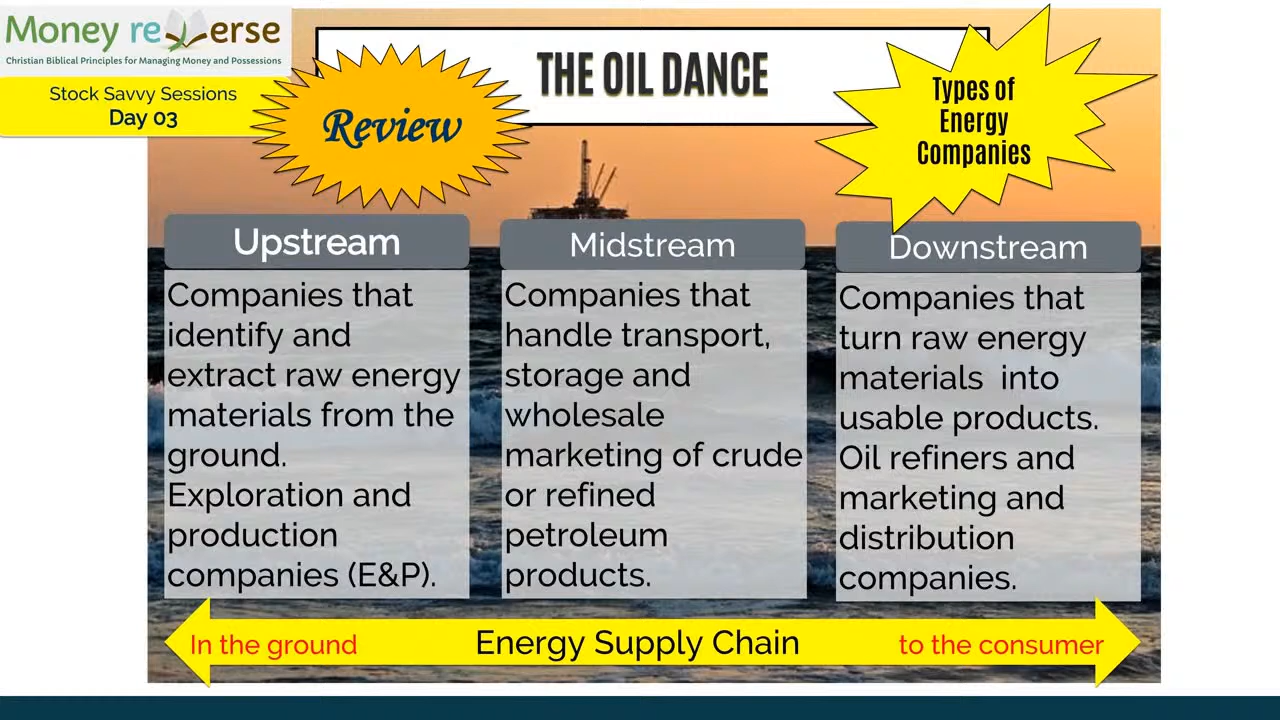 Money reverse
Christian Biblical Principles for Managing Money and Possessions
Stock Savvy Sessions
Day 03
Review
THE OIL DANCE
Types of
Energy
Companies
Upstream
Companies that
identify and
extract raw energy
materials from the
ground.
Exploration and
production
companies (E&P).
Midstream
Companies that
handle transport,
storage and
wholesale
marketing of crude
or refined
petroleum
products.
Downstream
Companies that
turn raw energy
materials into
usable products.
Oil refiners and
marketing and
distribution
companies.
In the ground
Energy Supply Chain
to the consumer